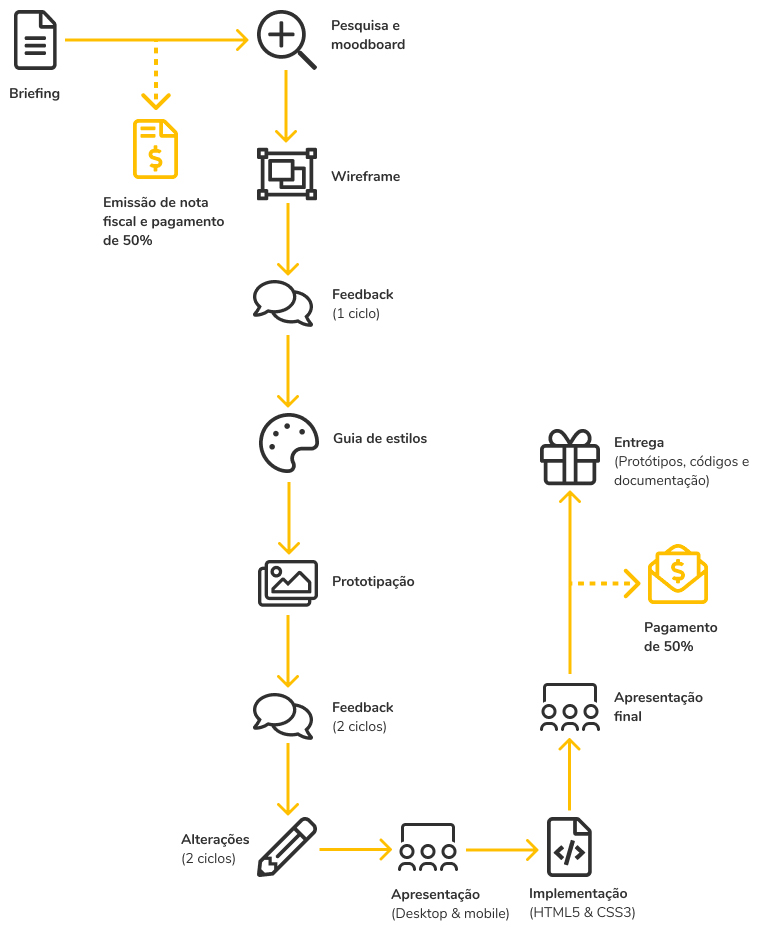 Briefing
Emissão de nota
fiscal e pagamento
de 50%
Pesquisa e
moodboard
Wireframe
Feedback
(1 ciclo)
Guia de estilos
Prototipação
Feedback
(2 ciclos)
Alterações
(2 ciclos)
Apresentação
(Desktop & mobile)
Implementação
(HTML5 & CSS3)
Apresentação
final
Pagamento
de 50%
Entrega
(Protótipos, códigos e
documentação)